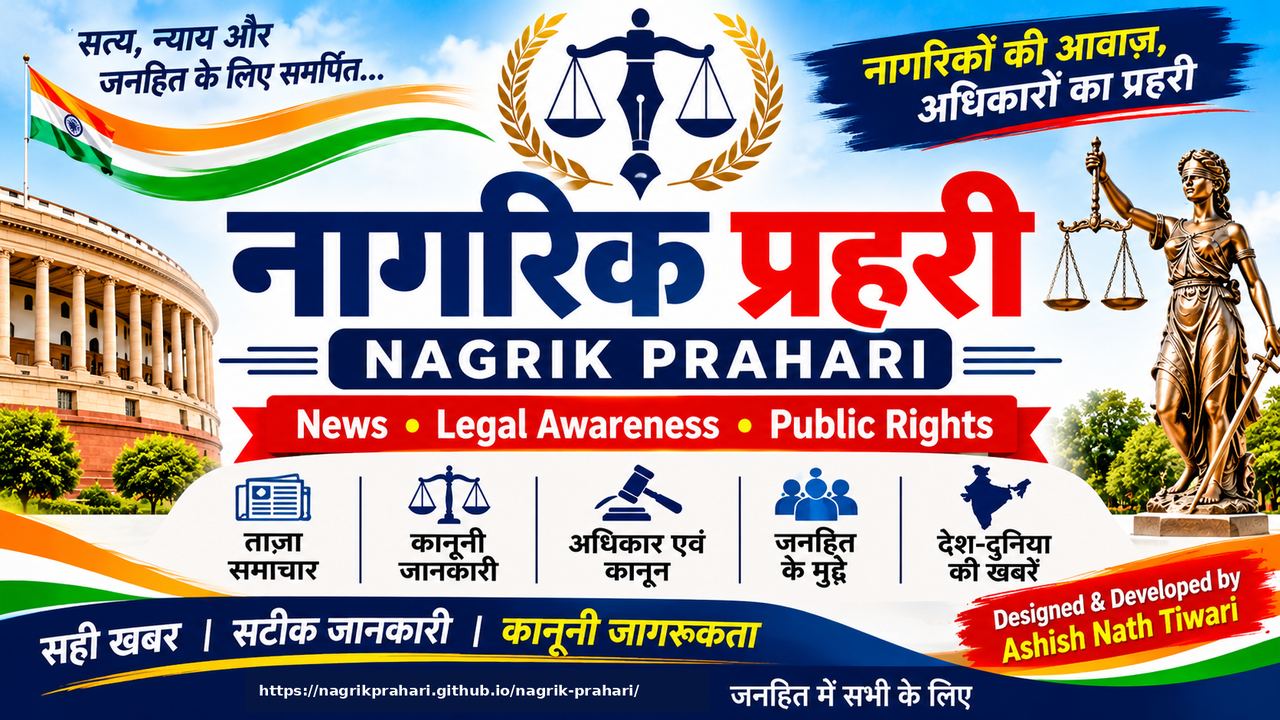 सत्य, न्याय और
जनहित के लिए समर्पित...
नागरिकों की आवाज़,
अधिकारों का प्रहरी
नागरिक प्रहरी
NAGRIK PRAHARI
News • Legal Awareness • Public Rights
ताज़ा
समाचार
कानूनी
जानकारी
अधिकार एवं
कानून
जनहित
के मुद्दे
देश-दुनिया
की खबरें
Designed & Developed by
Ashish Nath Tiwari
सही खबर | सटीक जानकारी | कानूनी जागरूकता
https://nagrikprahari.github.io/nagrik-prahari/
जनहित में सभी के लिए